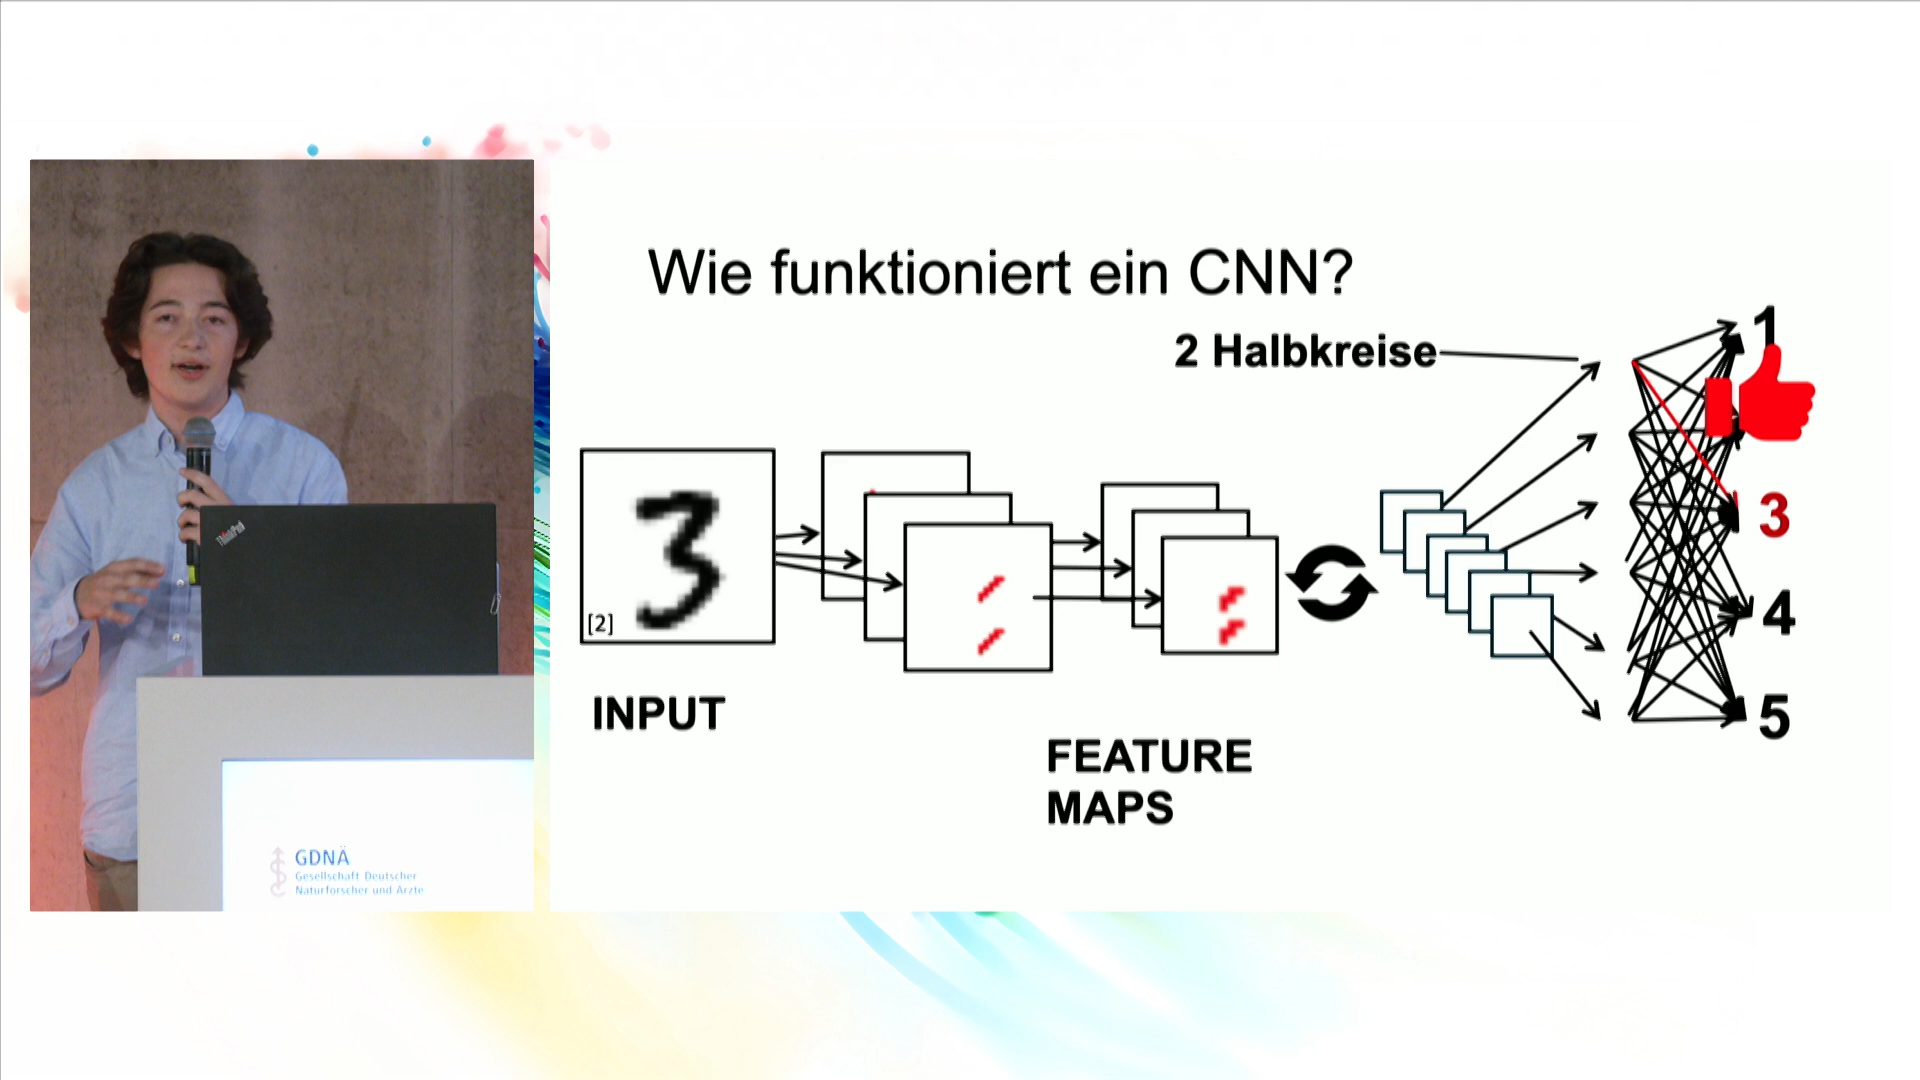 Wie funktioniert ein CNN?
2 Halbkreise
1
3
4
5
[2]
INPUT
FEATURE
MAPS
ThinkPad
GDNÄ
Gesellschaft Deutscher
Naturforscher und Ärzte